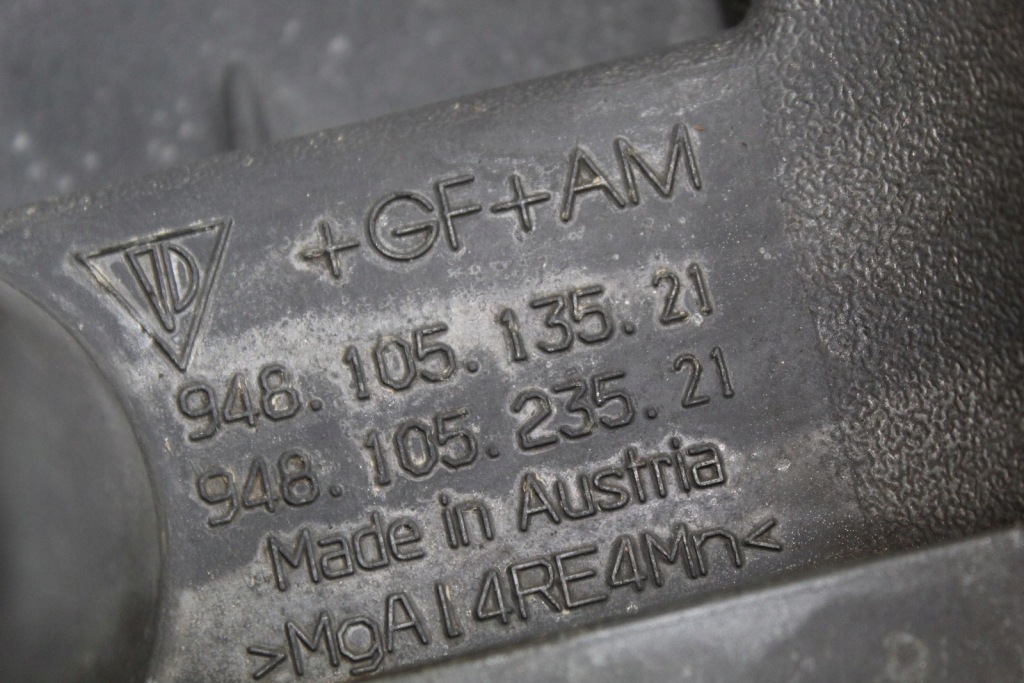 +GF+AM
948.105.135.21
948.105.235.21
Made in Austria
>MgAl4RE4Mn<